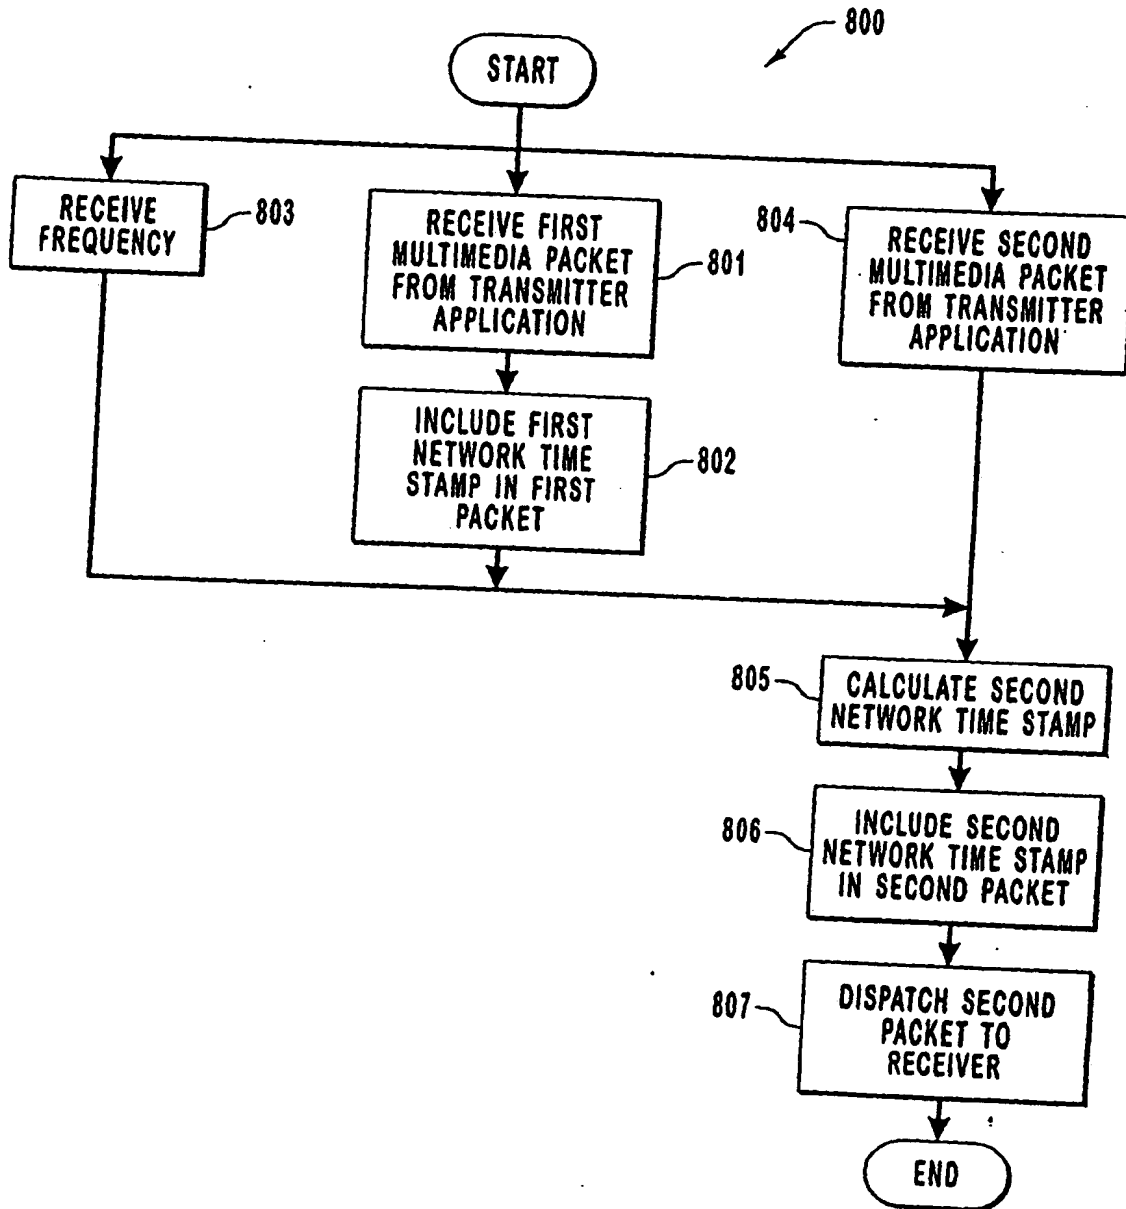 800
START
RECEIVE
FREQUENCY
803
RECEIVE FIRST
MULTIMEDIA PACKET
FROM TRANSMITTER
APPLICATION
801
804
RECEIVE SECOND
MULTIMEDIA PACKET
FROM TRANSMITTER
APPLICATION
INCLUDE FIRST
NETWORK TIME
STAMP IN FIRST
PACKET
802
805
CALCULATE SECOND
NETWORK TIME STAMP
806
INCLUDE SECOND
NETWORK TIME STAMP
IN SECOND PACKET
807
DISPATCH SECOND
PACKET TO
RECEIVER
END